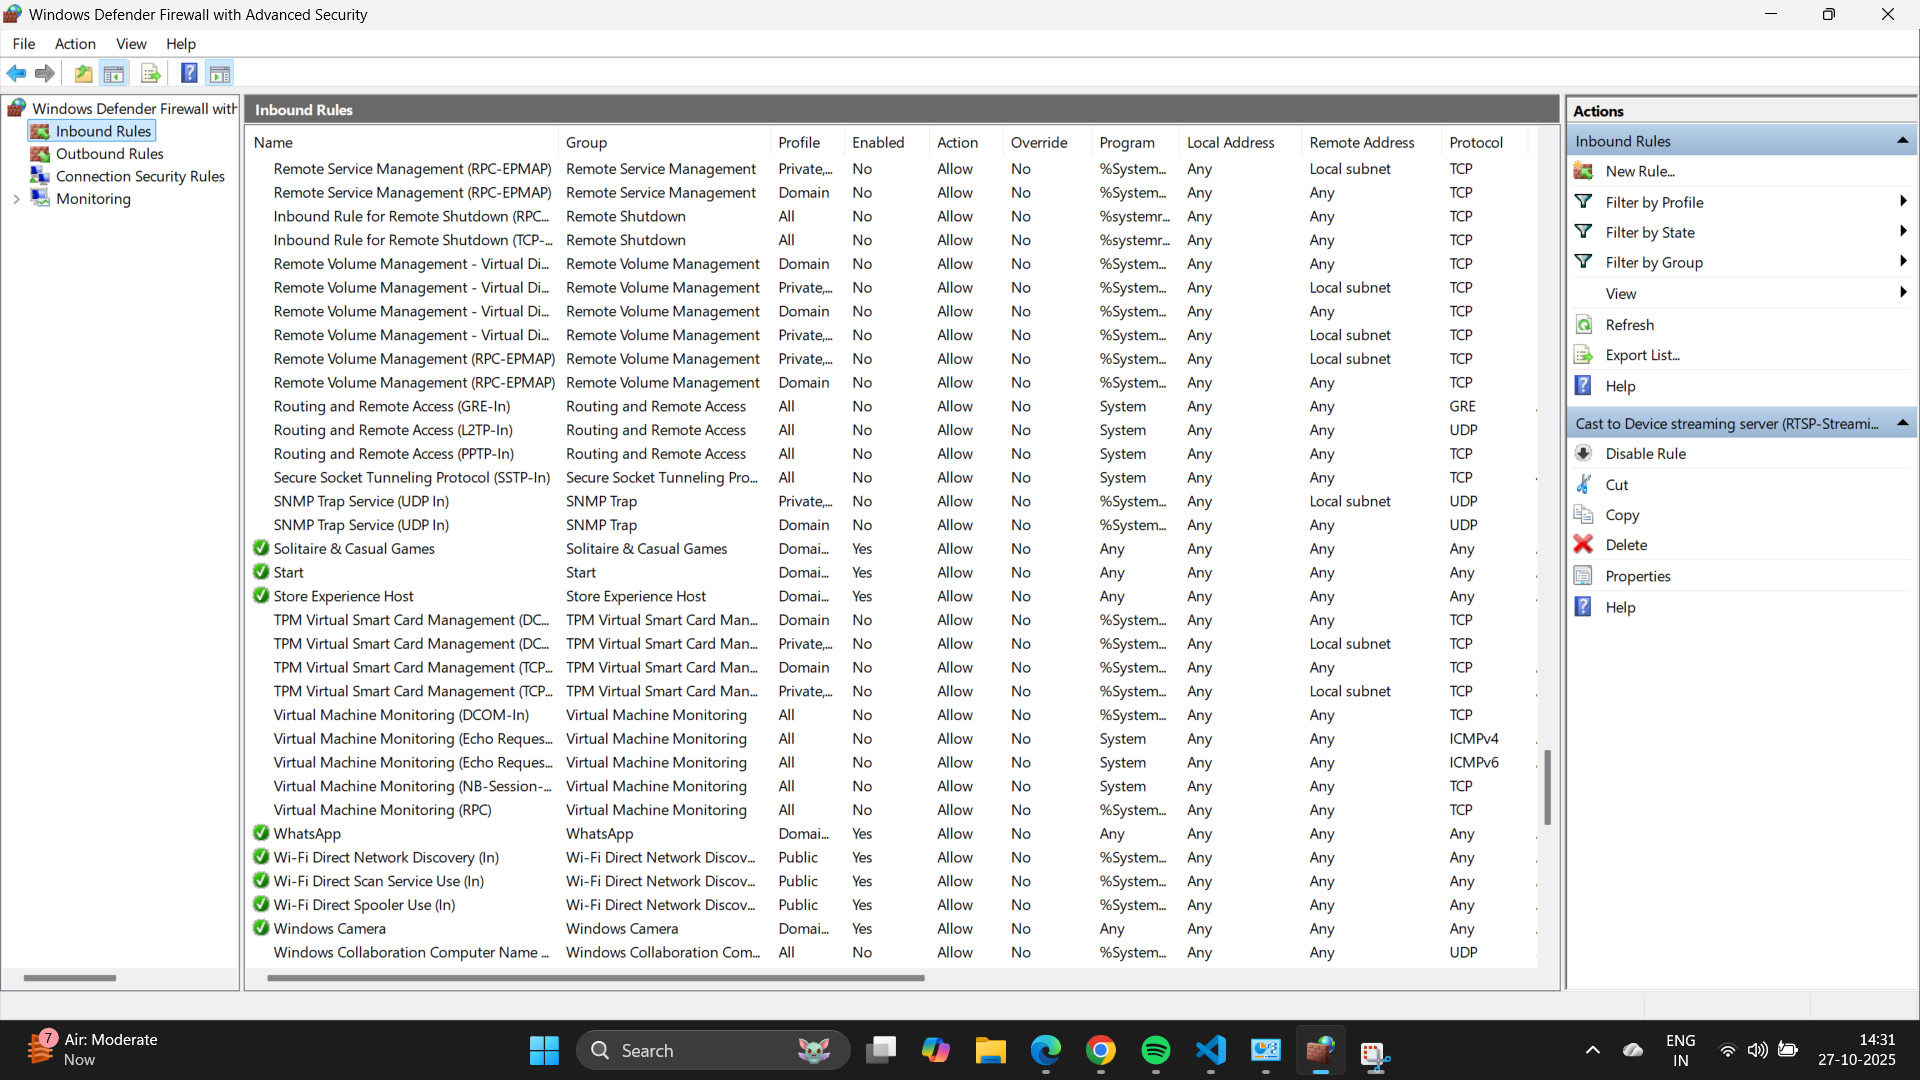 Windows Defender Firewall with Advanced Security
File Action View Help
Windows Defender Firewall with
Inbound Rules
Outbound Rules
Connection Security Rules
Monitoring
Inbound Rules
Name Group Profile Enabled Action Override Program Local Address Remote Address Protocol
Remote Service Management (RPC-EPMAP) Remote Service Management Private,... No Allow No %System... Any Local subnet TCP
Remote Service Management (RPC-EPMAP) Remote Service Management Domain No Allow No %System... Any Any TCP
Inbound Rule for Remote Shutdown (RPC... Remote Shutdown All No Allow No %systemr... Any Any TCP
Inbound Rule for Remote Shutdown (TCP-... Remote Shutdown All No Allow No %systemr... Any Any TCP
Remote Volume Management - Virtual Di... Remote Volume Management Domain No Allow No %System... Any Any TCP
Remote Volume Management - Virtual Di... Remote Volume Management Private,... No Allow No %System... Any Local subnet TCP
Remote Volume Management - Virtual Di... Remote Volume Management Domain No Allow No %System... Any Any TCP
Remote Volume Management - Virtual Di... Remote Volume Management Private,... No Allow No %System... Any Local subnet TCP
Remote Volume Management (RPC-EPMAP) Remote Volume Management Private,... No Allow No %System... Any Local subnet TCP
Remote Volume Management (RPC-EPMAP) Remote Volume Management Domain No Allow No %System... Any Any TCP
Routing and Remote Access (GRE-In) Routing and Remote Access All No Allow No System Any Any GRE
Routing and Remote Access (L2TP-In) Routing and Remote Access All No Allow No System Any Any UDP
Routing and Remote Access (PPTP-In) Routing and Remote Access All No Allow No System Any Any TCP
Secure Socket Tunneling Protocol (SSTP-In) Secure Socket Tunneling Pro... All No Allow No System Any Any TCP
SNMP Trap Service (UDP In) SNMP Trap Private,... No Allow No %System... Any Local subnet UDP
SNMP Trap Service (UDP In) SNMP Trap Domain No Allow No %System... Any Any UDP
Solitaire & Casual Games Solitaire & Casual Games Domai... Yes Allow No Any Any Any Any
Start Start Domai... Yes Allow No Any Any Any Any
Store Experience Host Store Experience Host Domai... Yes Allow No Any Any Any Any
TPM Virtual Smart Card Management (DC... TPM Virtual Smart Card Man... Domain No Allow No %System... Any Any TCP
TPM Virtual Smart Card Management (DC... TPM Virtual Smart Card Man... Private,... No Allow No %System... Any Local subnet TCP
TPM Virtual Smart Card Management (TCP... TPM Virtual Smart Card Man... Domain No Allow No %System... Any Any TCP
TPM Virtual Smart Card Management (TCP... TPM Virtual Smart Card Man... Private,... No Allow No %System... Any Local subnet TCP
Virtual Machine Monitoring (DCOM-In) Virtual Machine Monitoring All No Allow No %System... Any Any TCP
Virtual Machine Monitoring (Echo Reques... Virtual Machine Monitoring All No Allow No System Any Any ICMPv4
Virtual Machine Monitoring (Echo Reques... Virtual Machine Monitoring All No Allow No System Any Any ICMPv6
Virtual Machine Monitoring (NB-Session-... Virtual Machine Monitoring All No Allow No System Any Any TCP
Virtual Machine Monitoring (RPC) Virtual Machine Monitoring All No Allow No %System... Any Any TCP
WhatsApp WhatsApp Domai... Yes Allow No Any Any Any Any
Wi-Fi Direct Network Discovery (In) Wi-Fi Direct Network Discov... Public Yes Allow No %System... Any Any Any
Wi-Fi Direct Scan Service Use (In) Wi-Fi Direct Network Discov... Public Yes Allow No %System... Any Any Any
Wi-Fi Direct Spooler Use (In) Wi-Fi Direct Network Discov... Public Yes Allow No %System... Any Any Any
Windows Camera Windows Camera Domai... Yes Allow No Any Any Any Any
Windows Collaboration Computer Name ... Windows Collaboration Com... All No Allow No %System... Any Any UDP
Actions
Inbound Rules
New Rule...
Filter by Profile
Filter by State
Filter by Group
View
Refresh
Export List...
Help
Cast to Device streaming server (RTSP-Streami...
Disable Rule
Cut
Copy
Delete
Properties
Help
7
Air: Moderate
Now
Search
ENG
IN
14:31
27-10-2025